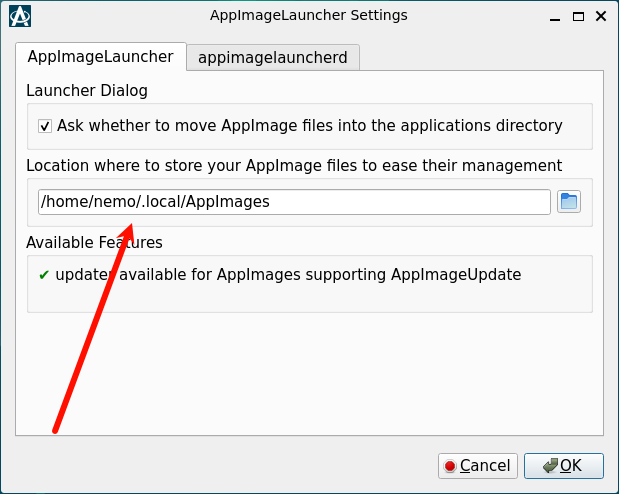 AppImageLauncher Settings
AppImageLauncher
appimagelauncherd
Launcher Dialog
Ask whether to move AppImage files into the applications directory
Location where to store your AppImage files to ease their management
/home/nemo/.local/AppImages
Available Features
✔ updater available for AppImages supporting AppImageUpdate
Cancel
OK